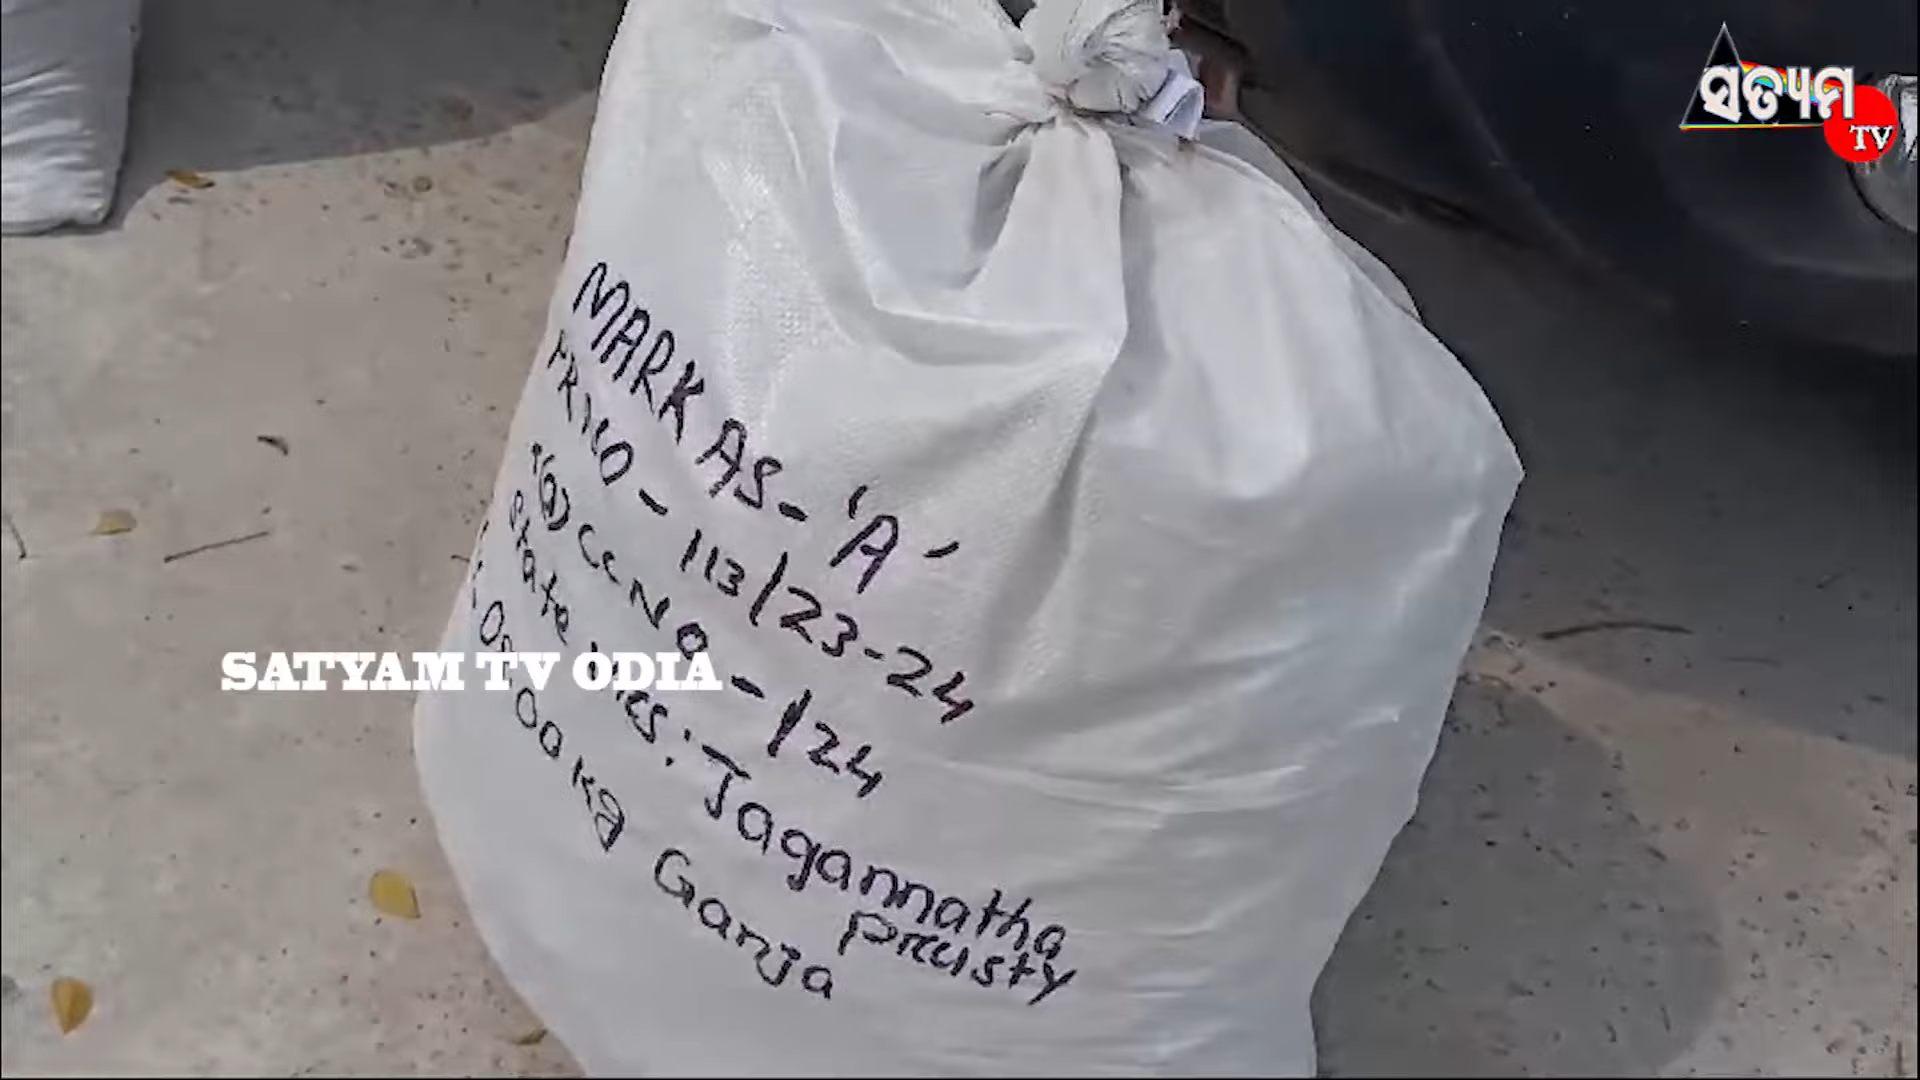 ସତ୍ୟମ
TV
MARK AS - 'A'
PR NO - 113/23-24
CC NO - /24
State Vrs. Jagannatha
Prusty
00 Kg Ganja
SATYAM TV ODIA